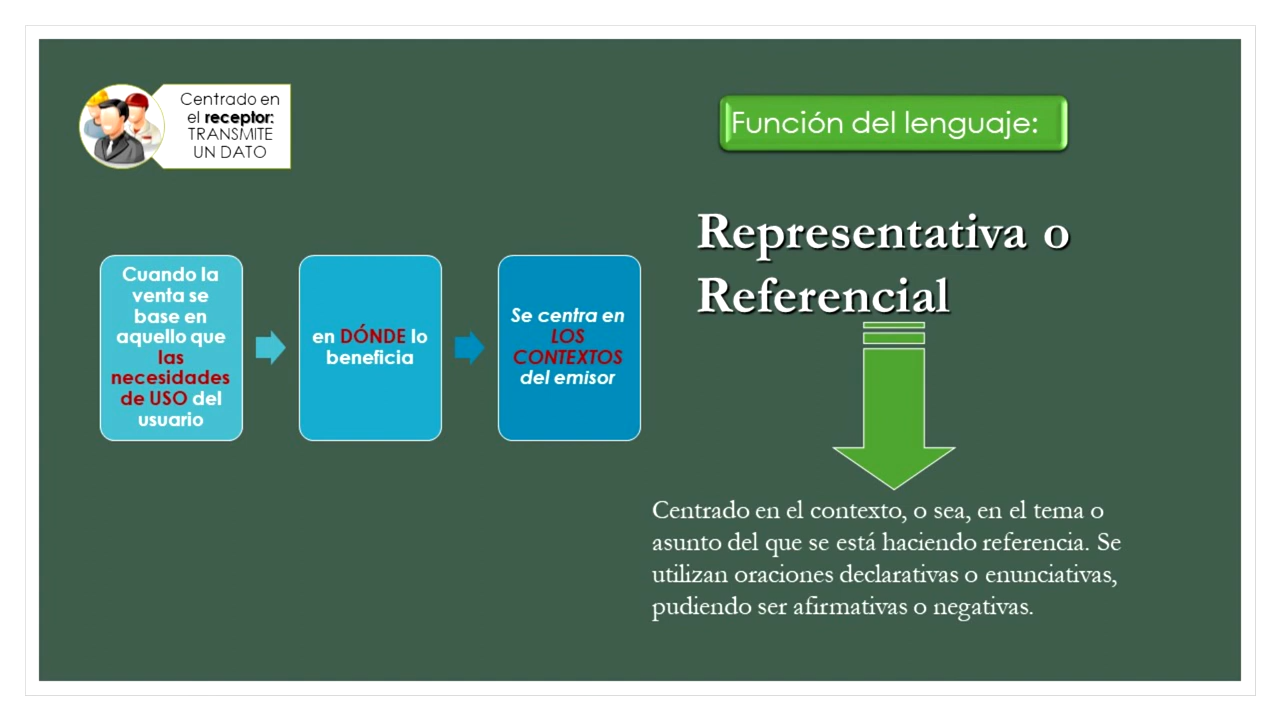 Centrado en
el receptor:
TRANSMITE
UN DATO
Función del lenguaje:
Representativa o
Referencial
Cuando la
venta se
base en
aquello que
las
necesidades
de USO del
usuario
en DÓNDE lo
beneficia
Se centra en
LOS
CONTEXTOS
del emisor
Centrado en el contexto, o sea, en el tema o
asunto del que se está haciendo referencia. Se
utilizan oraciones declarativas o enunciativas,
pudiendo ser afirmativas o negativas.